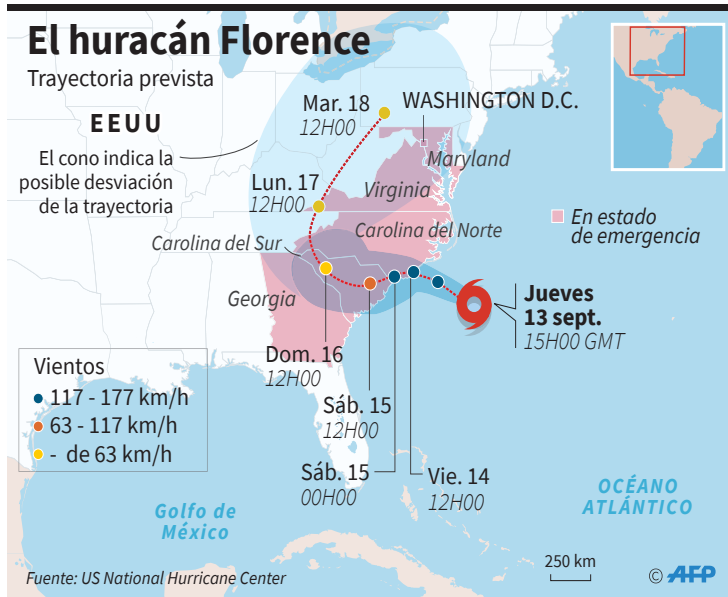 El huracán Florence
Trayectoria prevista
EEUU
El cono indica la
posible desviación
de la trayectoria
Mar. 18
12H00
WASHINGTON D.C.
Maryland
Lun. 17
12H00
Virginia
Carolina del Norte
Carolina del Sur
Georgia
En estado
de emergencia
Jueves
13 sept.
15H00 GMT
Vientos
117 - 177 km/h
63 - 117 km/h
- de 63 km/h
Dom. 16
12H00
Sáb. 15
12H00
Sáb. 15
00H00
Vie. 14
12H00
Golfo de
México
OCÉANO
ATLÁNTICO
250 km
Fuente: US National Hurricane Center
© AFP